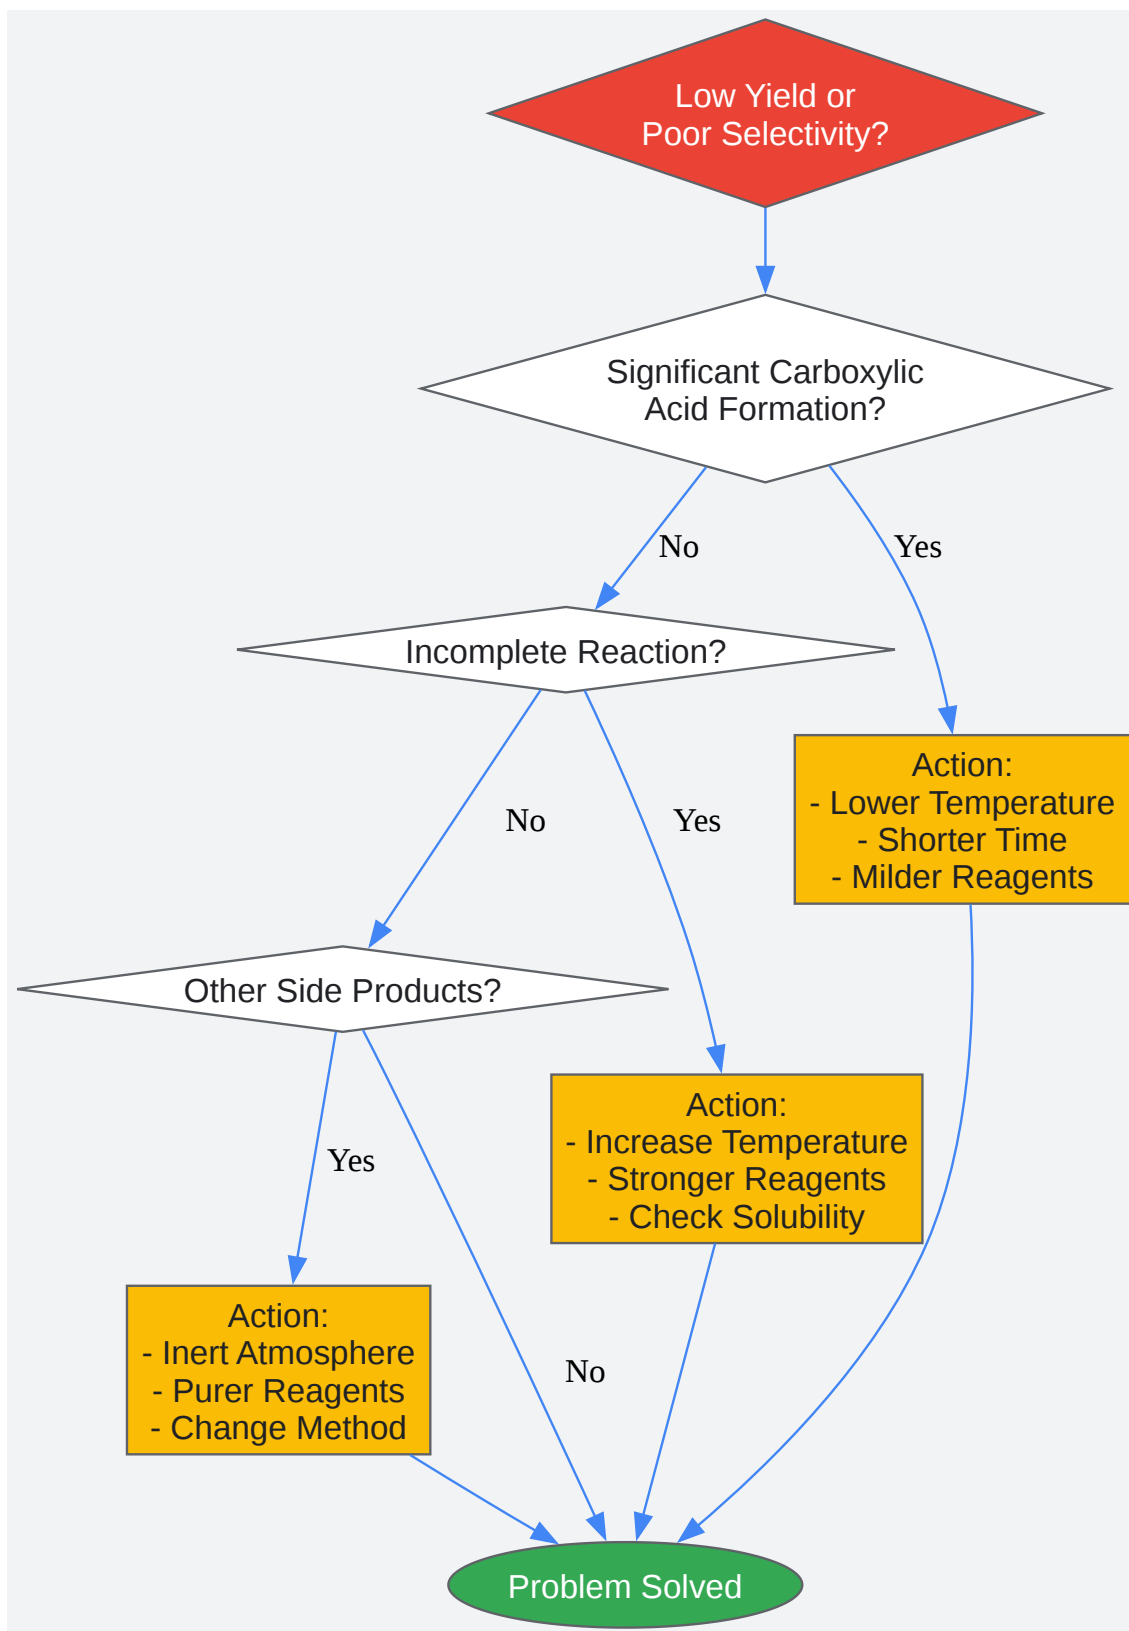 Low Yield or
Poor Selectivity?
Significant Carboxylic
Acid Formation?
No
Yes
Incomplete Reaction?
Action:
- Lower Temperature
- Shorter Time
- Milder Reagents
No
Yes
Other Side Products?
Action:
- Increase Temperature
- Stronger Reagents
- Check Solubility
Yes
Action:
- Inert Atmosphere
- Purer Reagents
- Change Method
No
Problem Solved